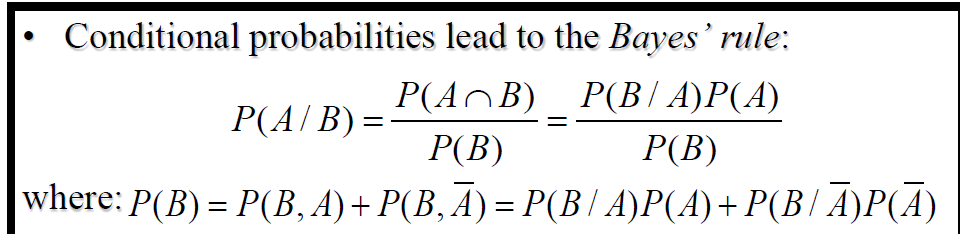 • Conditional probabilities lead to the Bayes’ rule:
P(A / B) = P(A ∩ B) / P(B) = P(B / A)P(A) / P(B)
where: P(B) = P(B, A) + P(B, A̅) = P(B / A)P(A) + P(B / A̅)P(A̅)